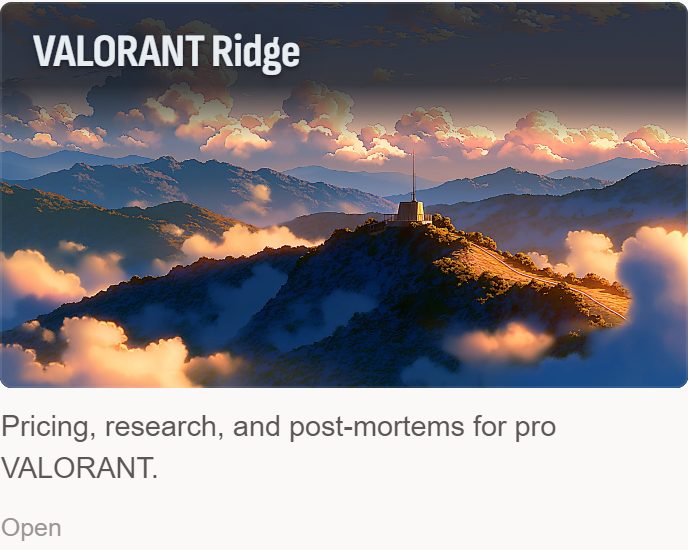 VALORANT Ridge
Pricing, research, and post-mortems for pro
VALORANT.
Open